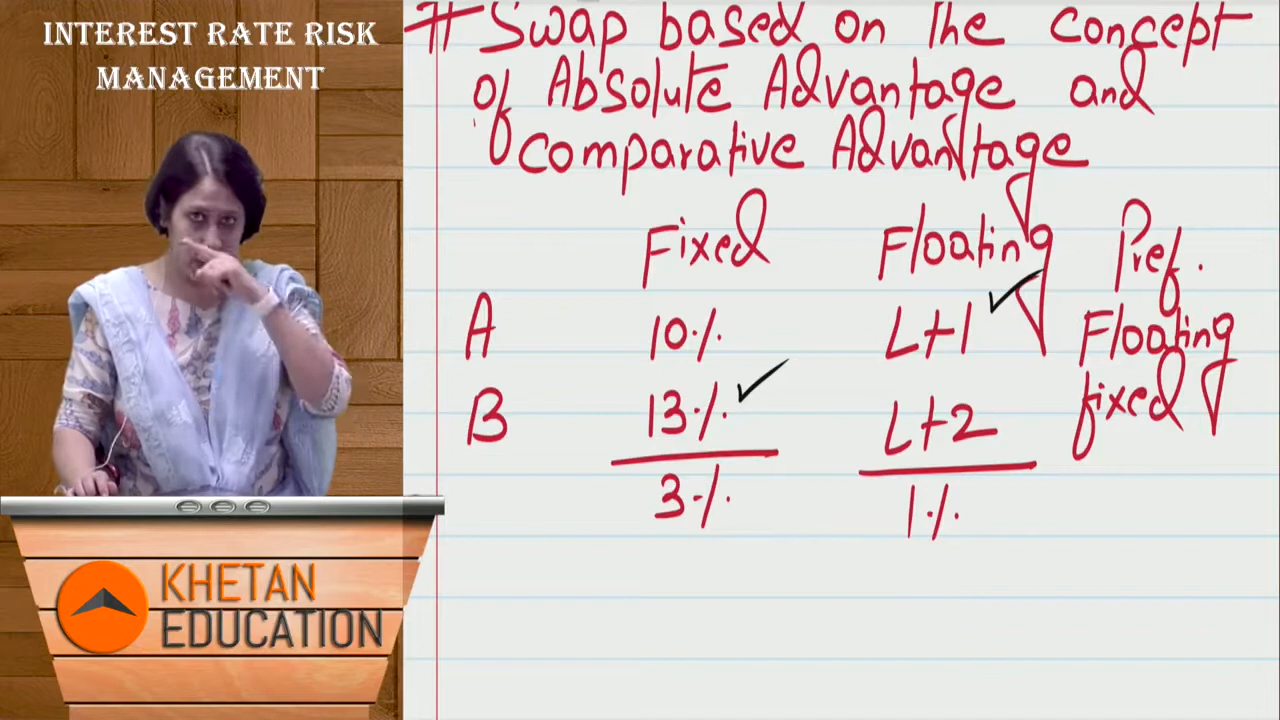 INTEREST RATE RISK
MANAGEMENT
# Swap based on the concept
of Absolute Advantage and
Comparative Advantage
Fixed Floating Pref.
A 10% L+1 ✓ Floating
B 13% ✓ L+2 fixed
3% 1%
KHETAN
EDUCATION